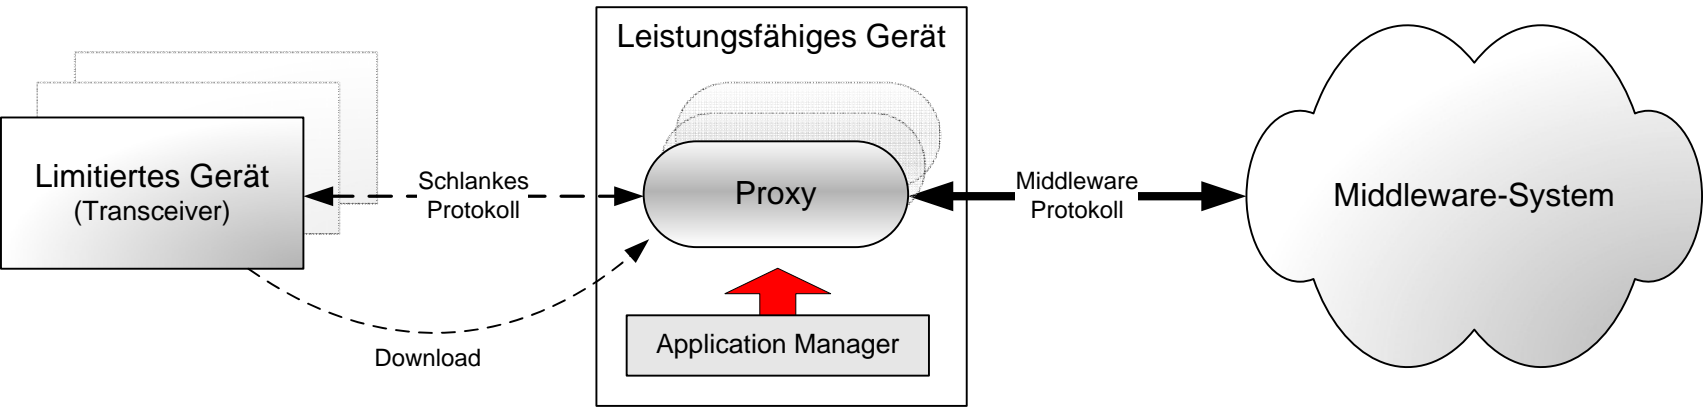 Leistungsfähiges Gerät
Limitiertes Gerät
(Transceiver)
Schlankes
Protokoll
Proxy
Middleware
Protokoll
Middleware-System
Download
Application Manager